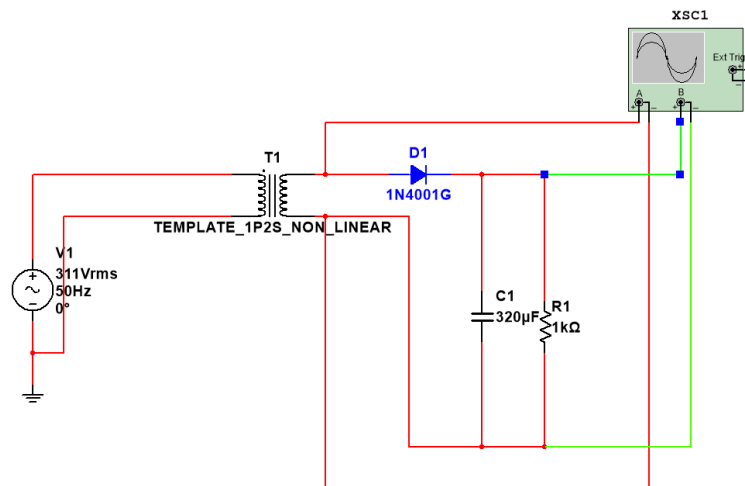 XSC1
Ext Trig
+
−
A
B
+ − + −
T1
D1
1N4001G
TEMPLATE_1P2S_NON_LINEAR
V1
311Vrms
50Hz
0°
+
−
C1
320µF
R1
1kΩ